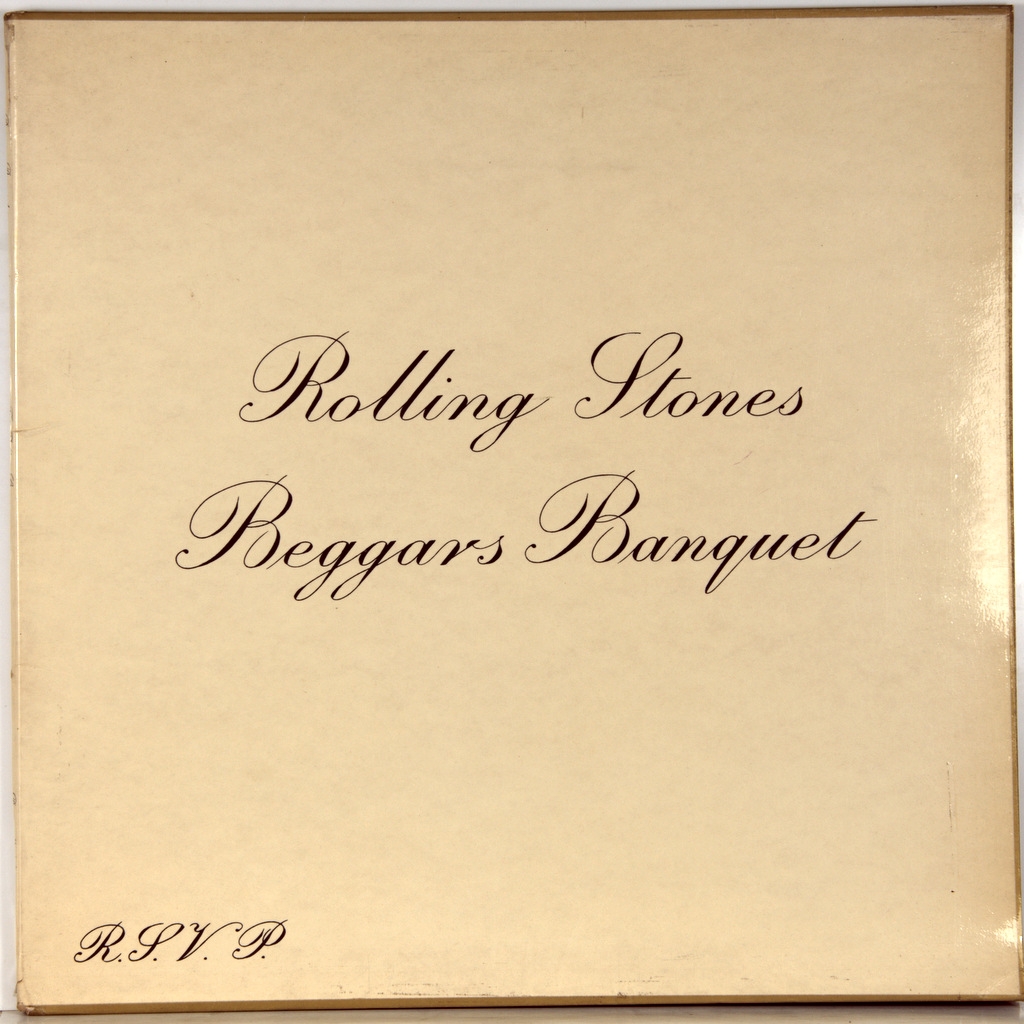 Rolling Stones
Beggars Banquet
R.S.V.P.